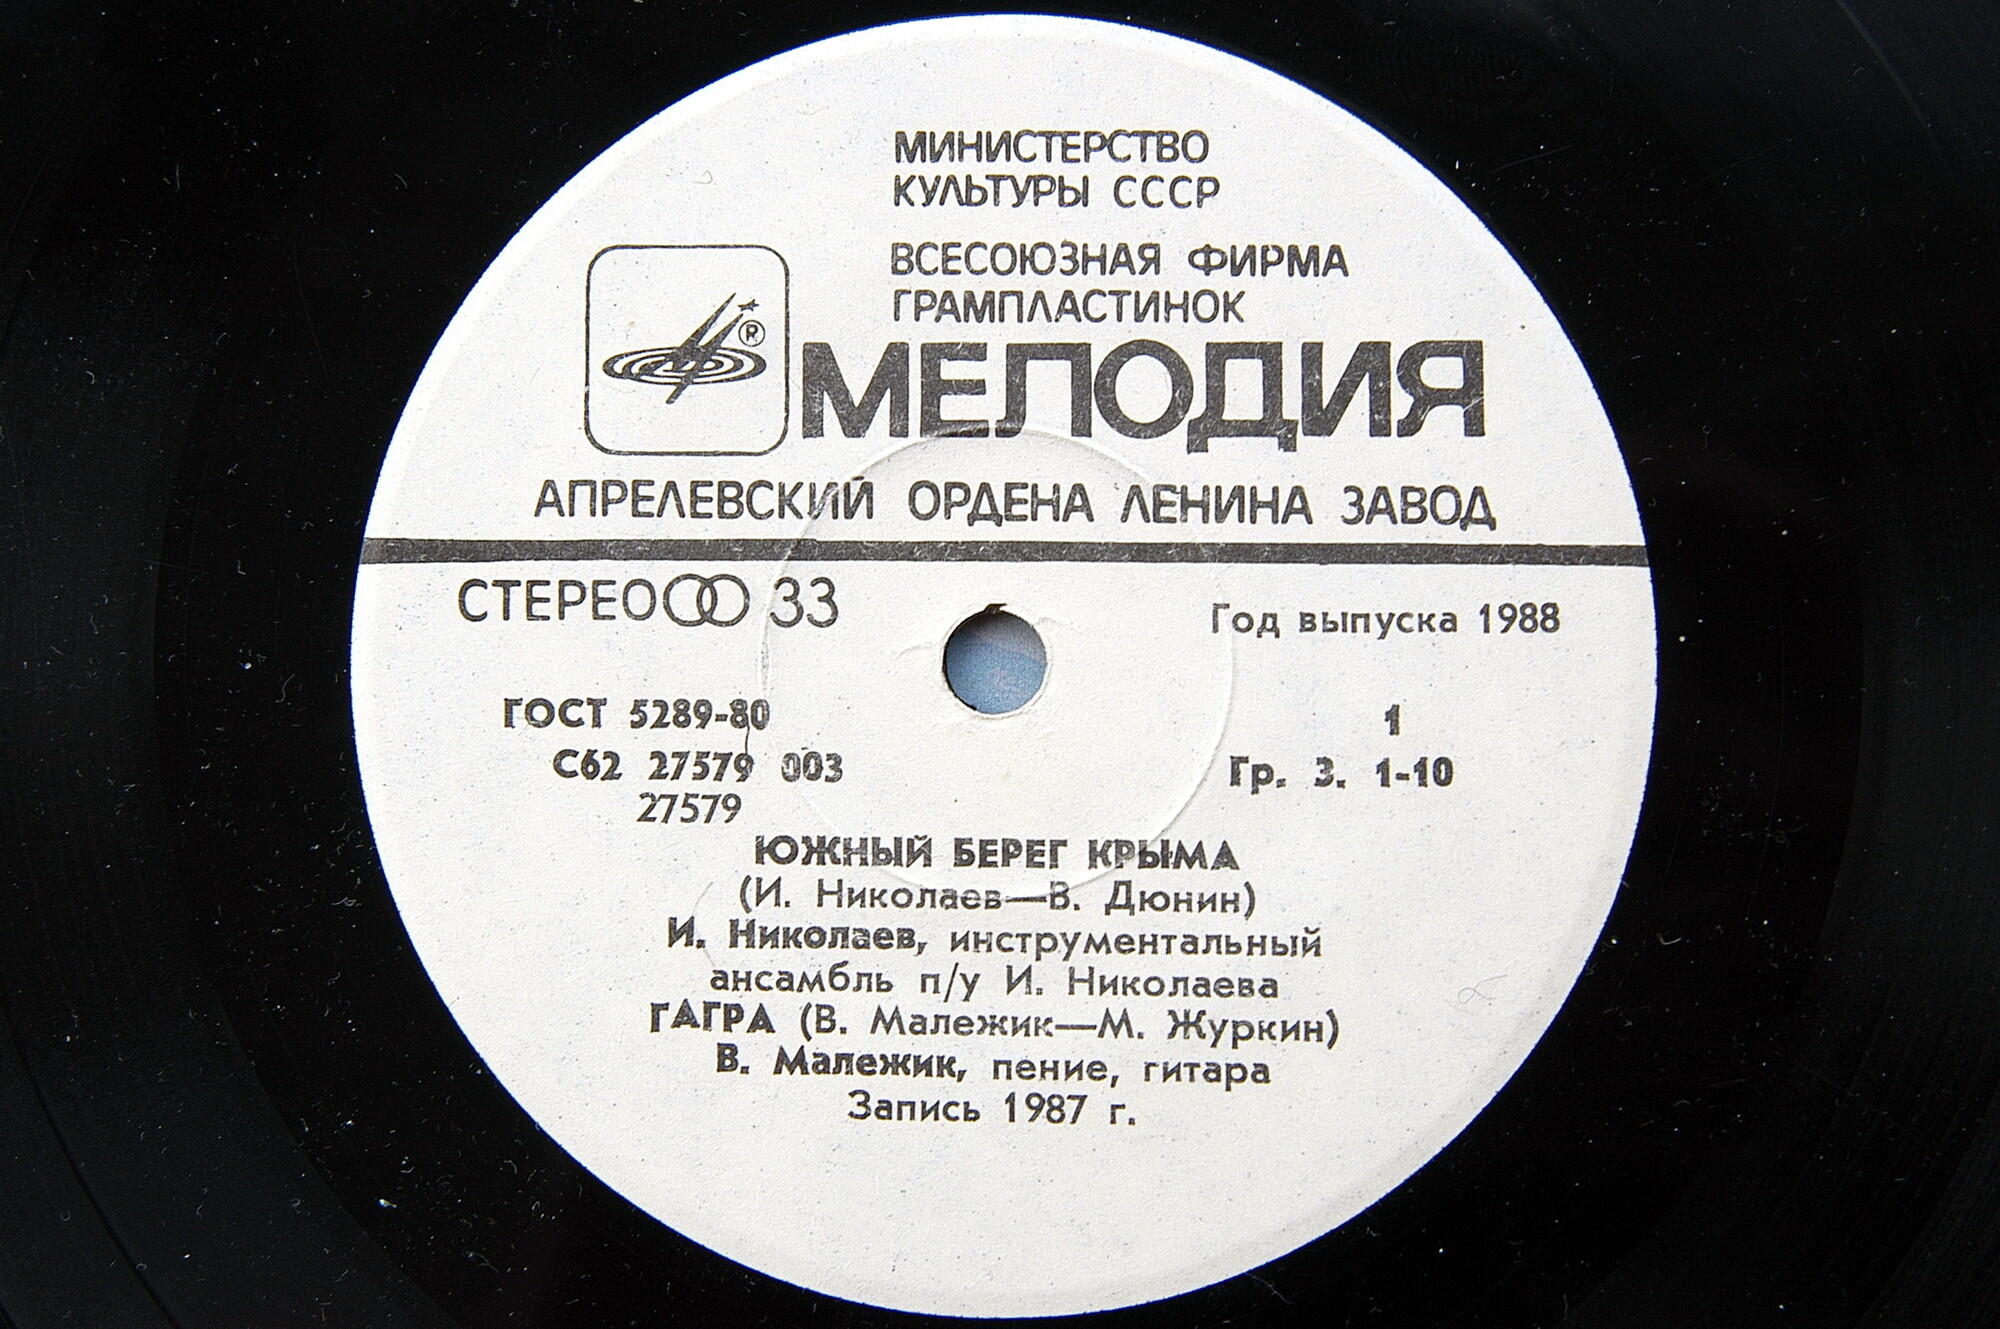 МИНИСТЕРСТВО
КУЛЬТУРЫ СССР
ВСЕСОЮЗНАЯ ФИРМА
ГРАМПЛАСТИНОК
®
МЕЛОДИЯ
АПРЕЛЕВСКИЙ ОРДЕНА ЛЕНИНА ЗАВОД
СТЕРЕО 33
Год выпуска 1988
ГОСТ 5289-80
1
С62 27579 003
Гр. 3. 1-10
27579
ЮЖНЫЙ БЕРЕГ КРЫМА
(И. Николаев—В. Дюнин)
И. Николаев, инструментальный
ансамбль п/у И. Николаева
ГАГРА (В. Малежик—М. Журкин)
В. Малежик, пение, гитара
Запись 1987 г.